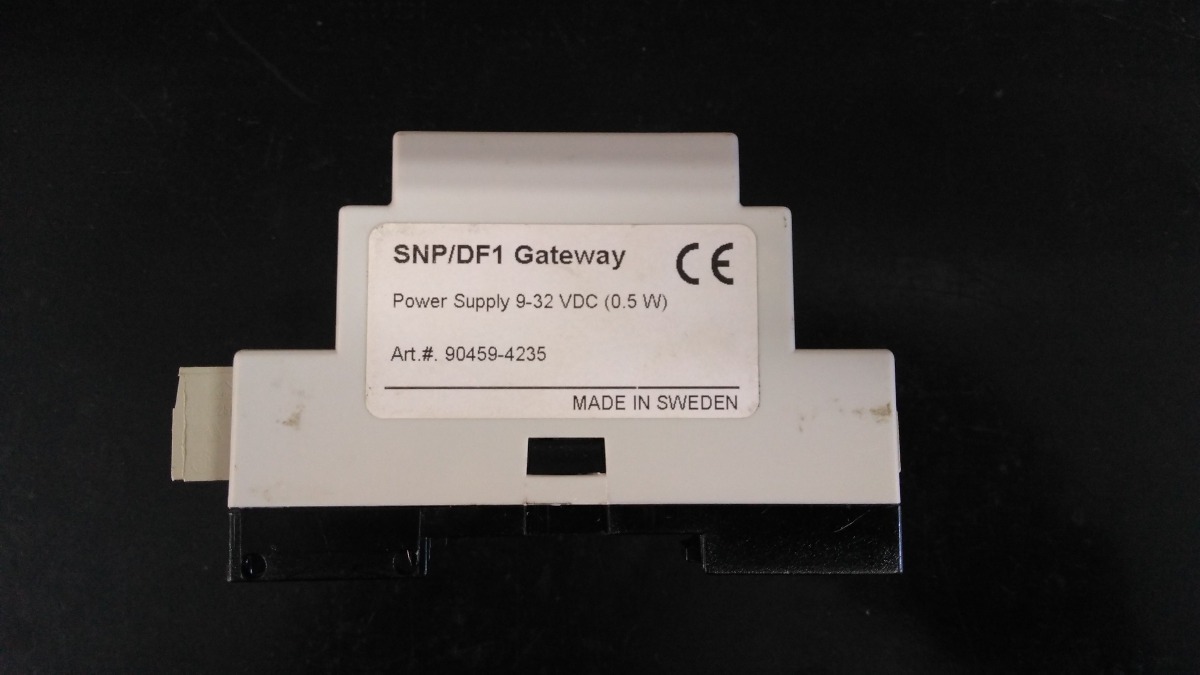 SNP/DF1 Gateway CE
Power Supply 9-32 VDC (0.5 W)
Art.#. 90459-4235
MADE IN SWEDEN